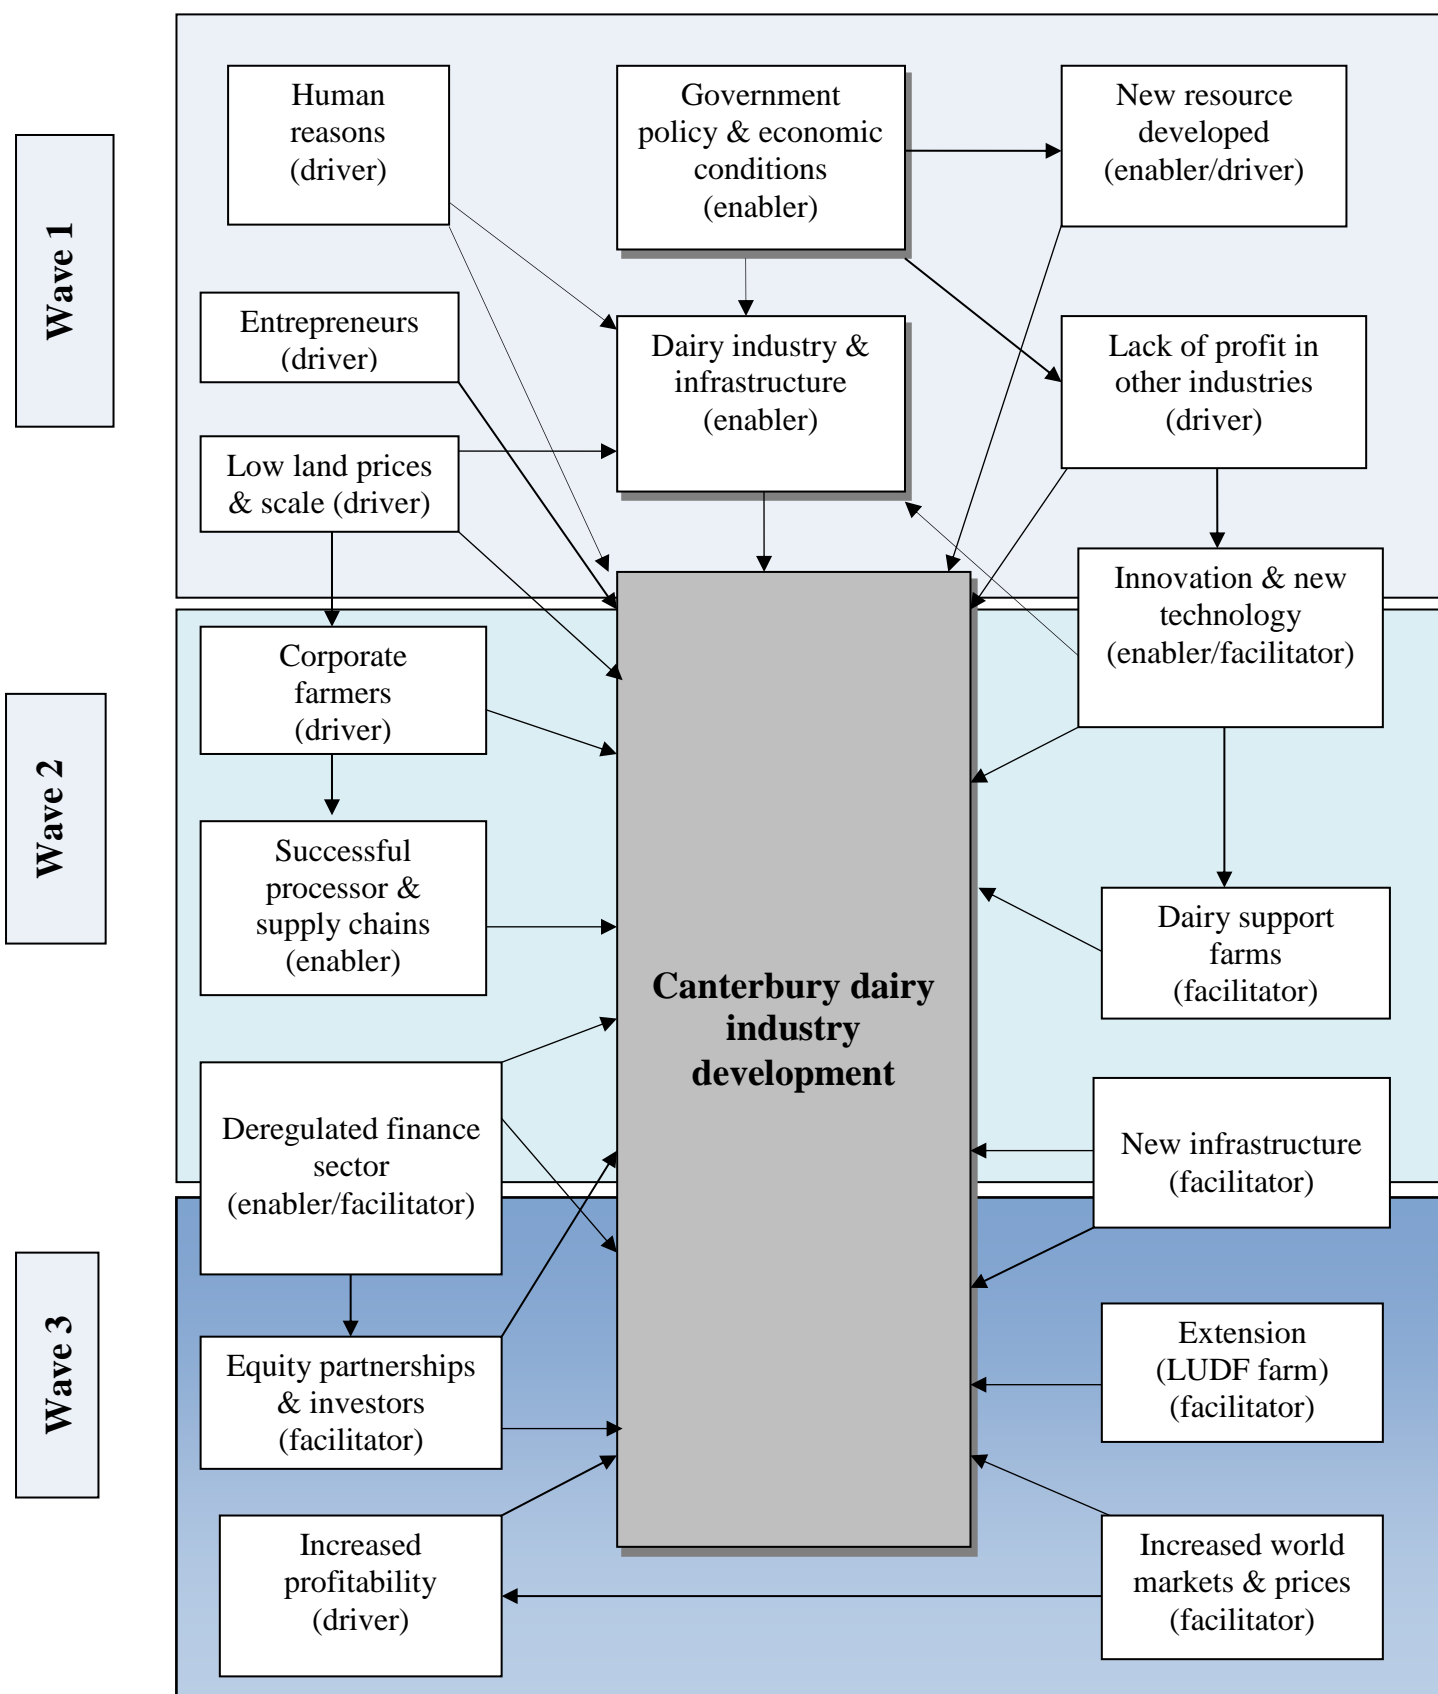 Wave 1
Human
reasons
(driver)
Government
policy & economic
conditions
(enabler)
New resource
developed
(enabler/driver)
Entrepreneurs
(driver)
Dairy industry &
infrastructure
(enabler)
Lack of profit in
other industries
(driver)
Low land prices
& scale (driver)
Innovation & new
technology
(enabler/facilitator)
Wave 2
Corporate
farmers
(driver)
Successful
processor &
supply chains
(enabler)
Dairy support
farms
(facilitator)
Canterbury dairy
industry
development
Deregulated finance
sector
(enabler/facilitator)
New infrastructure
(facilitator)
Wave 3
Equity partnerships
& investors
(facilitator)
Extension
(LUDF farm)
(facilitator)
Increased
profitability
(driver)
Increased world
markets & prices
(facilitator)